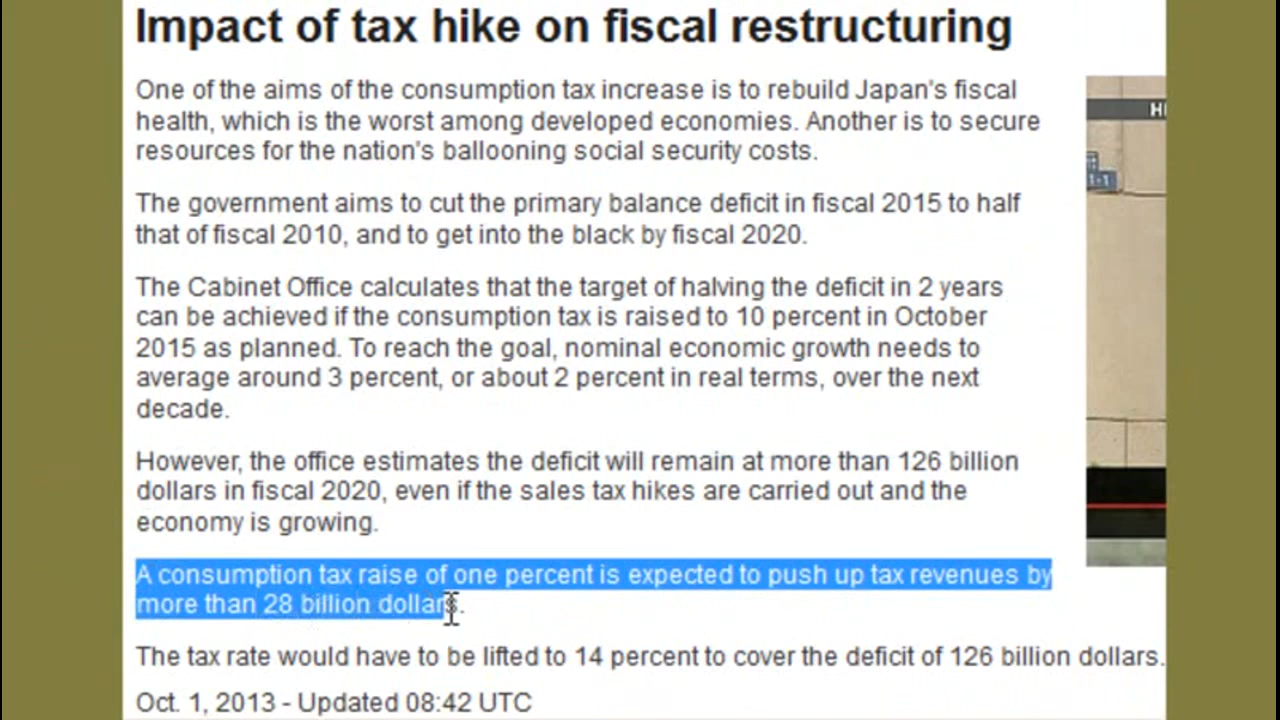 Impact of tax hike on fiscal restructuring
One of the aims of the consumption tax increase is to rebuild Japan's fiscal
health, which is the worst among developed economies. Another is to secure
resources for the nation's ballooning social security costs.
The government aims to cut the primary balance deficit in fiscal 2015 to half
that of fiscal 2010, and to get into the black by fiscal 2020.
The Cabinet Office calculates that the target of halving the deficit in 2 years
can be achieved if the consumption tax is raised to 10 percent in October
2015 as planned. To reach the goal, nominal economic growth needs to
average around 3 percent, or about 2 percent in real terms, over the next
decade.
However, the office estimates the deficit will remain at more than 126 billion
dollars in fiscal 2020, even if the sales tax hikes are carried out and the
economy is growing.
A consumption tax raise of one percent is expected to push up tax revenues by
more than 28 billion dollars.
The tax rate would have to be lifted to 14 percent to cover the deficit of 126 billion dollars.
Oct. 1, 2013 - Updated 08:42 UTC